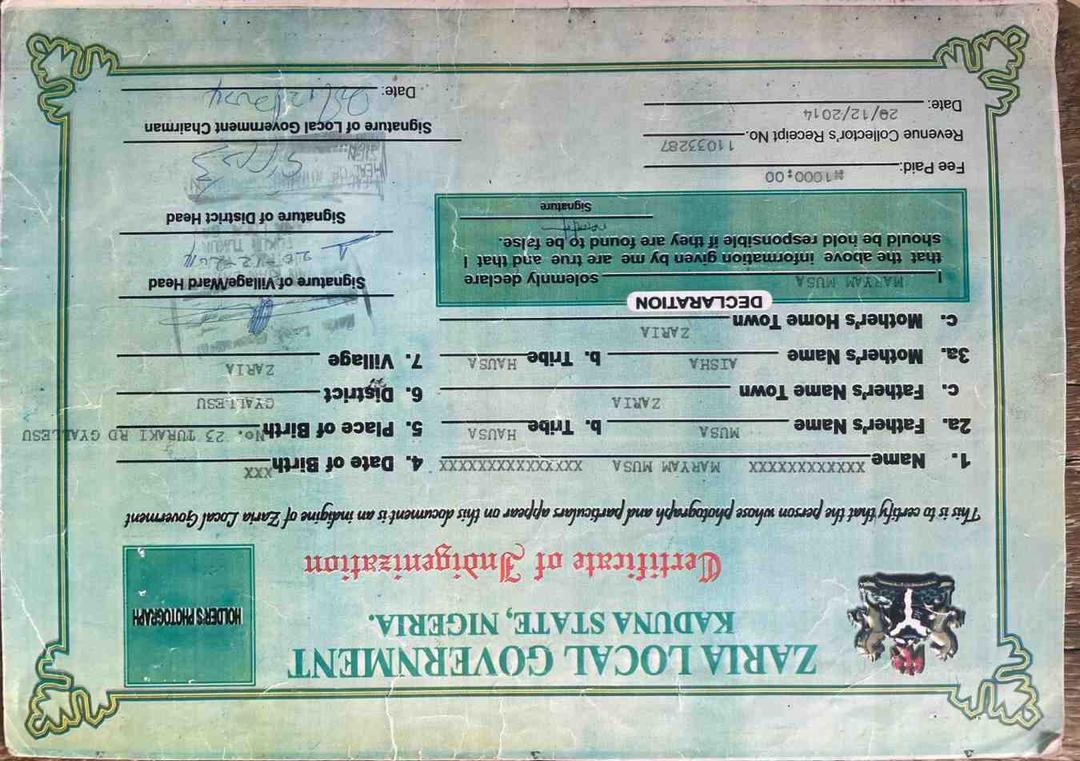 ZARIA LOCAL GOVERNMENT
KADUNA STATE, NIGERIA.
Certificate of Indigenization
HOLDER'S PHOTOGRAPH
This is to certify that the person whose photograph and particulars appear on this document is an indigine of Zaria Local Goverment
1. Name XXXXXXXXXXXXX MARYAM MUSA XXXXXXXXXXXXXXXX
2a. Father's Name MUSA b. Tribe HAUSA
c. Father's Name Town ZARIA
3a. Mother's Name AISHA b. Tribe HAUSA
c. Mother's Home Town ZARIA
4. Date of Birth XXX
5. Place of Birth No. 23 TURAKI RD GYALLESU
6. District GYALLESU
7. Village ZARIA
DECLARATION
I MARYAM MUSA solemnly declare
that the above information given by me are true and that I
should be hold responsible if they are found to be false.
Signature
Fee Paid: ₦1000:00
Revenue Collector's Receipt No. 11033287
Date: 20/12/2014
Signature of Village/Ward Head
Signature of District Head
Signature of Local Government Chairman
Date: